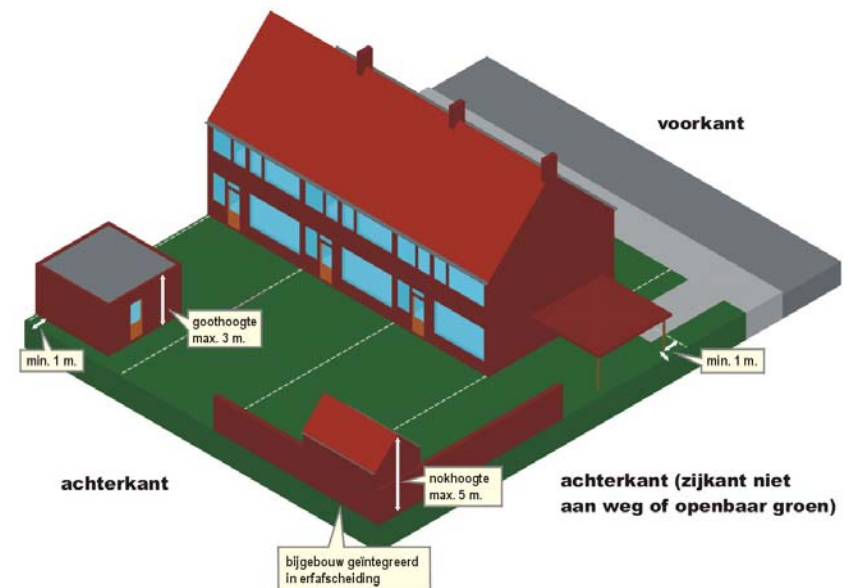 voorkant
goothoogte
max. 3 m.
min. 1 m.
min. 1 m.
achterkant
nokhoogte
max. 5 m.
achterkant (zijkant niet
aan weg of openbaar groen)
bijgebouw geïntegreerd
in erfafscheiding